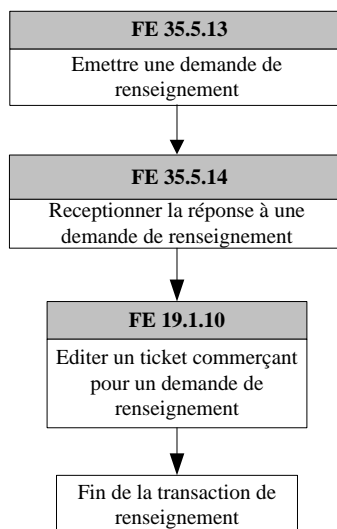 FE 35.5.13
Emettre une demande de
renseignement
FE 35.5.14
Receptionner la réponse à une
demande de renseignement
FE 19.1.10
Editer un ticket commerçant
pour un demande de
renseignement
Fin de la transaction de
renseignement